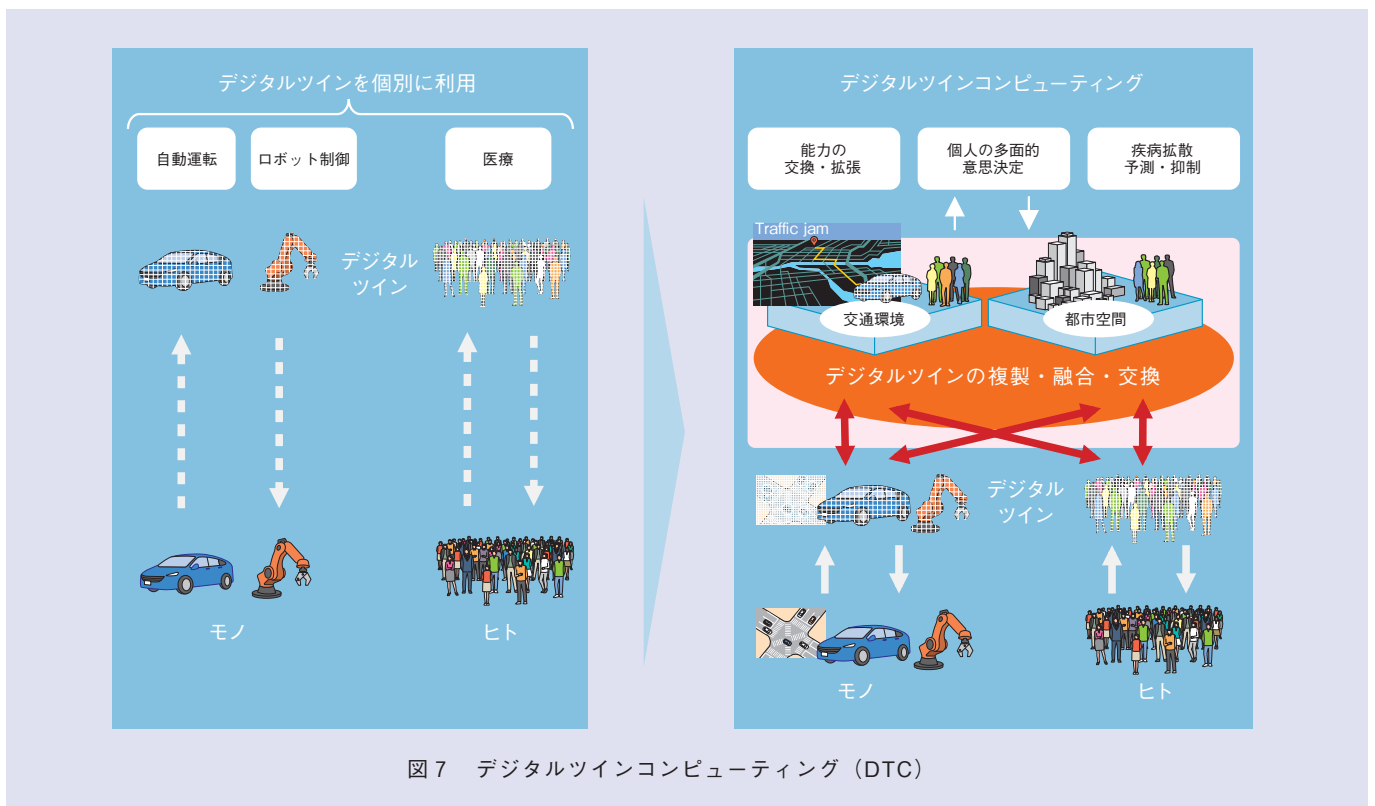 デジタルツインを個別に利用
自動運転
ロボット制御
医療
デジタル
ツイン
モノ
ヒト
デジタルツインコンピューティング
能力の
交換・拡張
個人の多面的
意思決定
疾病拡散
予測・抑制
Traffic jam
交通環境
都市空間
デジタルツインの複製・融合・交換
デジタル
ツイン
モノ
ヒト
図7 デジタルツインコンピューティング（DTC）